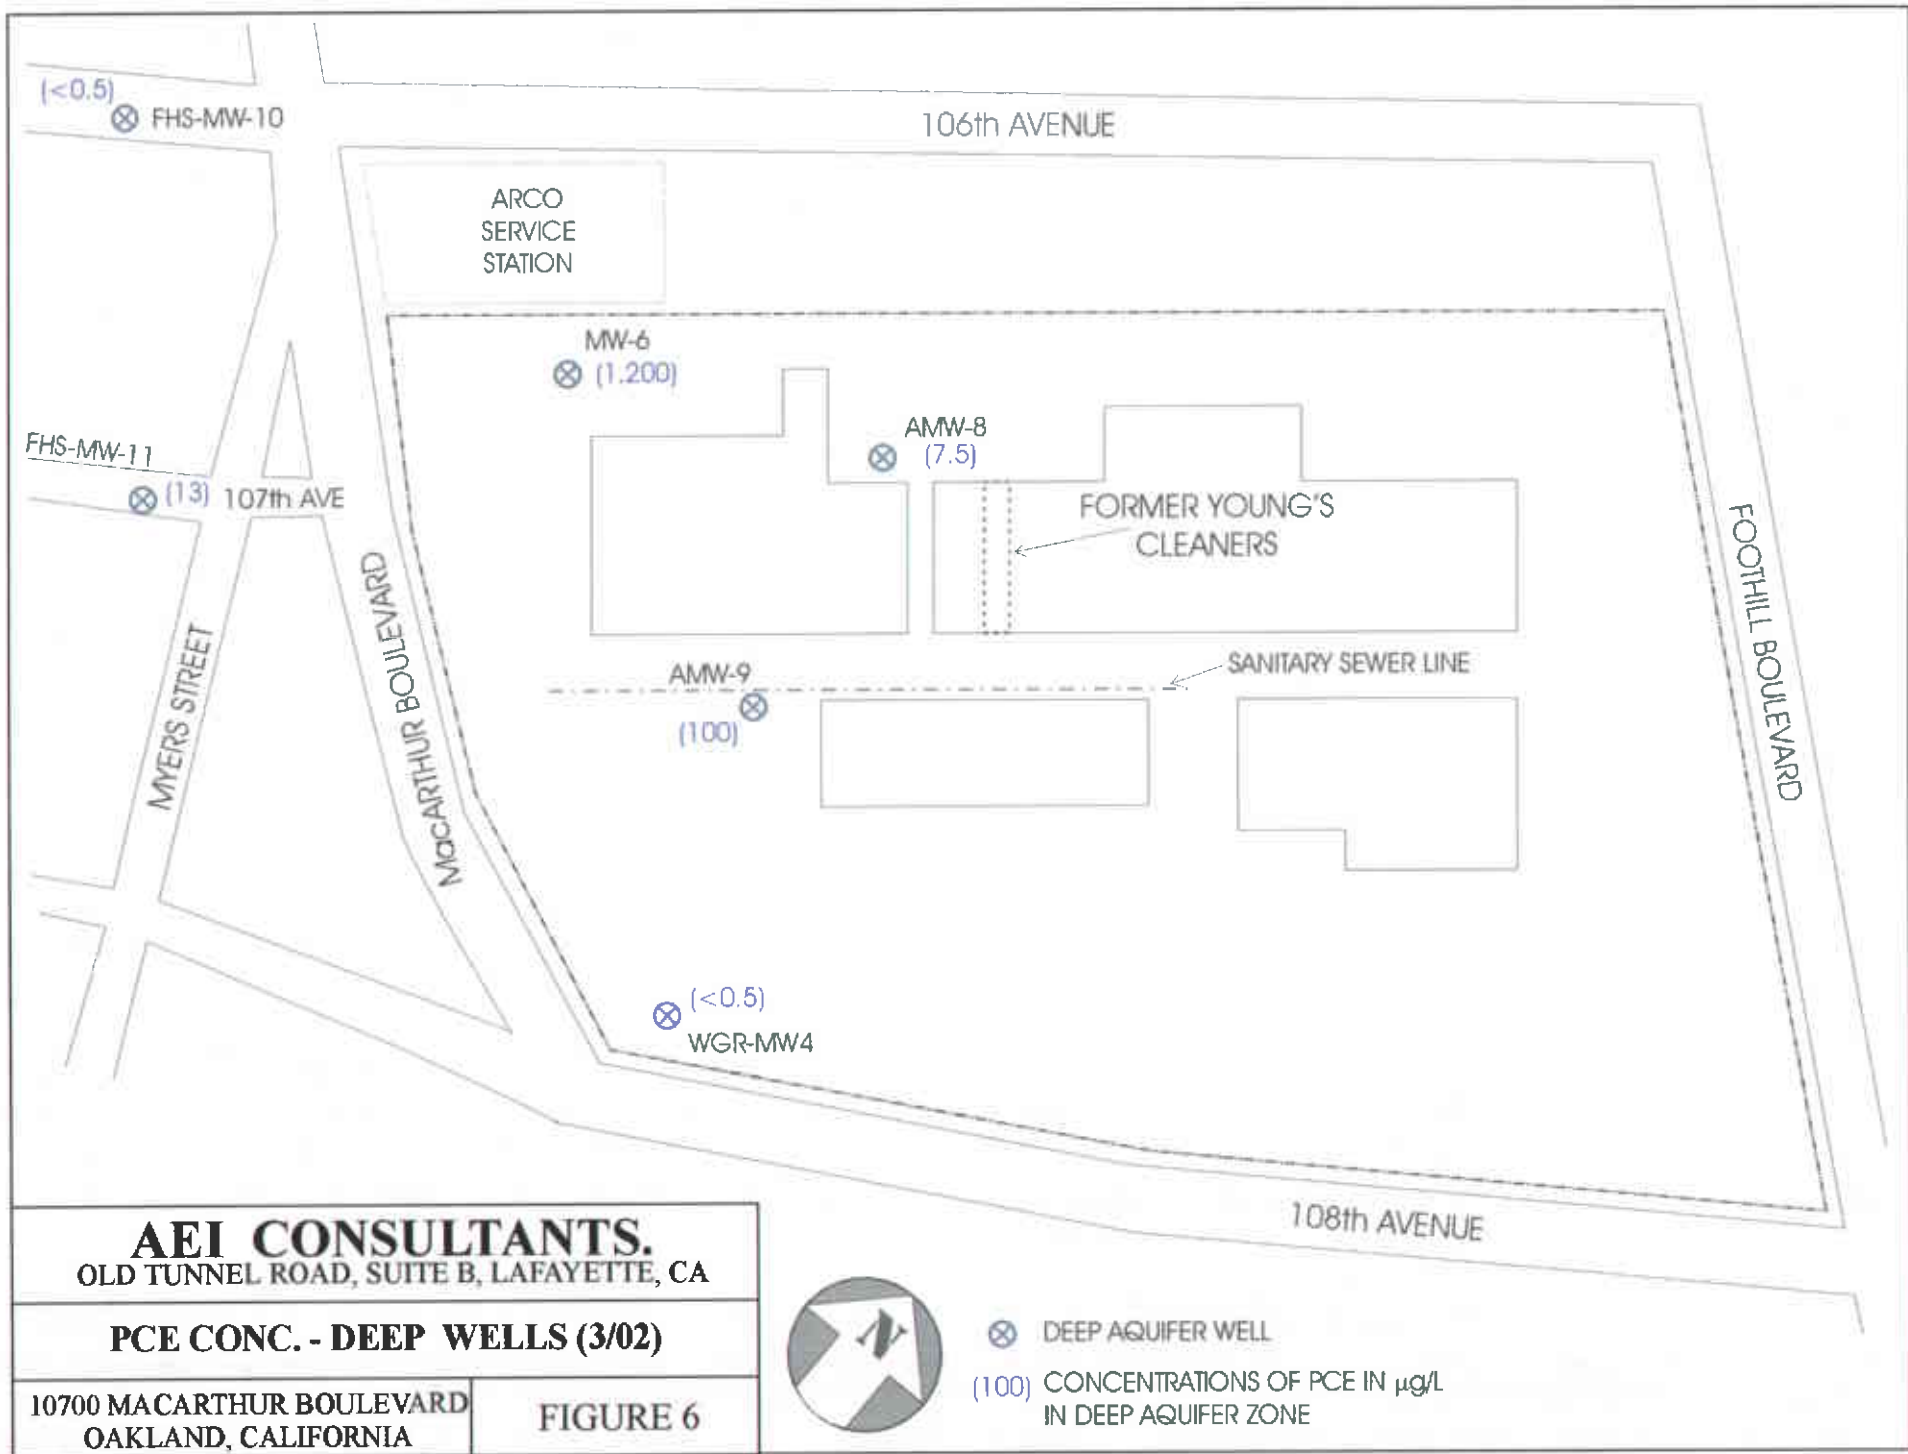 (<0.5)
FHS-MW-10
106th AVENUE
ARCO
SERVICE
STATION
MW-6
(1.200)
AMW-8
(7.5)
FHS-MW-11
(13) 107th AVE
FORMER YOUNG'S
CLEANERS
FOOTHILL BOULEVARD
MYERS STREET
MacARTHUR BOULEVARD
SANITARY SEWER LINE
AMW-9
(100)
(<0.5)
WGR-MW4
108th AVENUE
AEI CONSULTANTS.
OLD TUNNEL ROAD, SUITE B, LAFAYETTE, CA
PCE CONC. - DEEP WELLS (3/02)
10700 MACARTHUR BOULEVARD
OAKLAND, CALIFORNIA
FIGURE 6
N
DEEP AQUIFER WELL
(100) CONCENTRATIONS OF PCE IN µg/L
IN DEEP AQUIFER ZONE